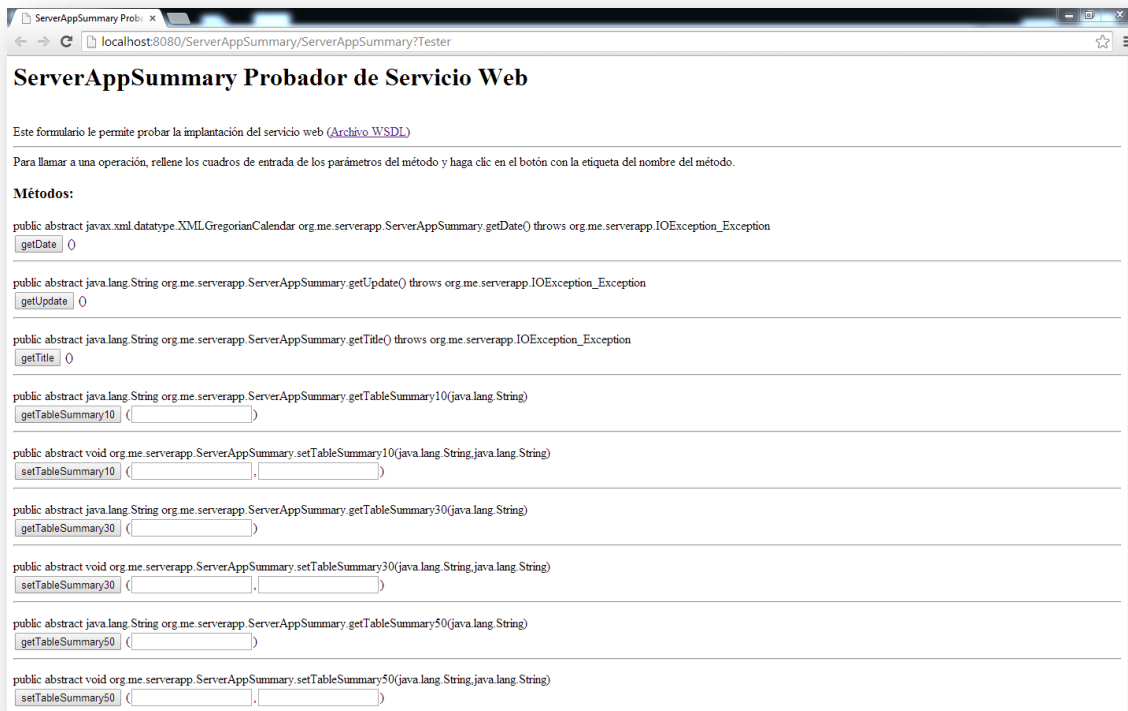 ServerAppSummary Proba
localhost:8080/ServerAppSummary/ServerAppSummary?Tester
ServerAppSummary Probador de Servicio Web
Este formulario le permite probar la implantación del servicio web (Archivo WSDL)
Para llamar a una operación, rellene los cuadros de entrada de los parámetros del método y haga clic en el botón con la etiqueta del nombre del método.
Métodos:
public abstract javax.xml.datatype.XMLGregorianCalendar org.me.serverapp.ServerAppSummary.getDate() throws org.me.serverapp.IOException_Exception
getDate ()
public abstract java.lang.String org.me.serverapp.ServerAppSummary.getUpdate() throws org.me.serverapp.IOException_Exception
getUpdate ()
public abstract java.lang.String org.me.serverapp.ServerAppSummary.getTitle() throws org.me.serverapp.IOException_Exception
getTitle ()
public abstract java.lang.String org.me.serverapp.ServerAppSummary.getTableSummary10(java.lang.String)
getTableSummary10 ( )
public abstract void org.me.serverapp.ServerAppSummary.setTableSummary10(java.lang.String,java.lang.String)
setTableSummary10 ( , )
public abstract java.lang.String org.me.serverapp.ServerAppSummary.getTableSummary30(java.lang.String)
getTableSummary30 ( )
public abstract void org.me.serverapp.ServerAppSummary.setTableSummary30(java.lang.String,java.lang.String)
setTableSummary30 ( , )
public abstract java.lang.String org.me.serverapp.ServerAppSummary.getTableSummary50(java.lang.String)
getTableSummary50 ( )
public abstract void org.me.serverapp.ServerAppSummary.setTableSummary50(java.lang.String,java.lang.String)
setTableSummary50 ( , )